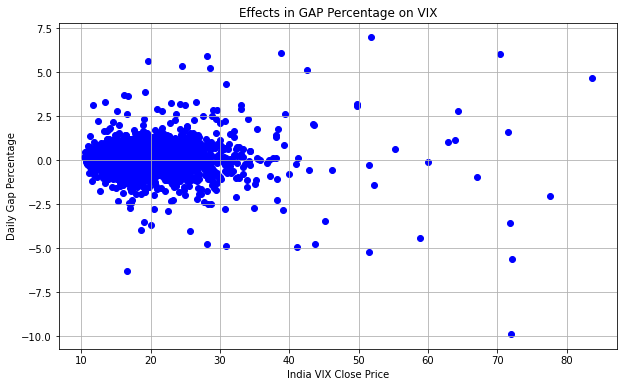 Effects in GAP Percentage on VIX
Daily Gap Percentage
7.5
5.0
2.5
0.0
−2.5
−5.0
−7.5
−10.0
10 20 30 40 50 60 70 80
India VIX Close Price